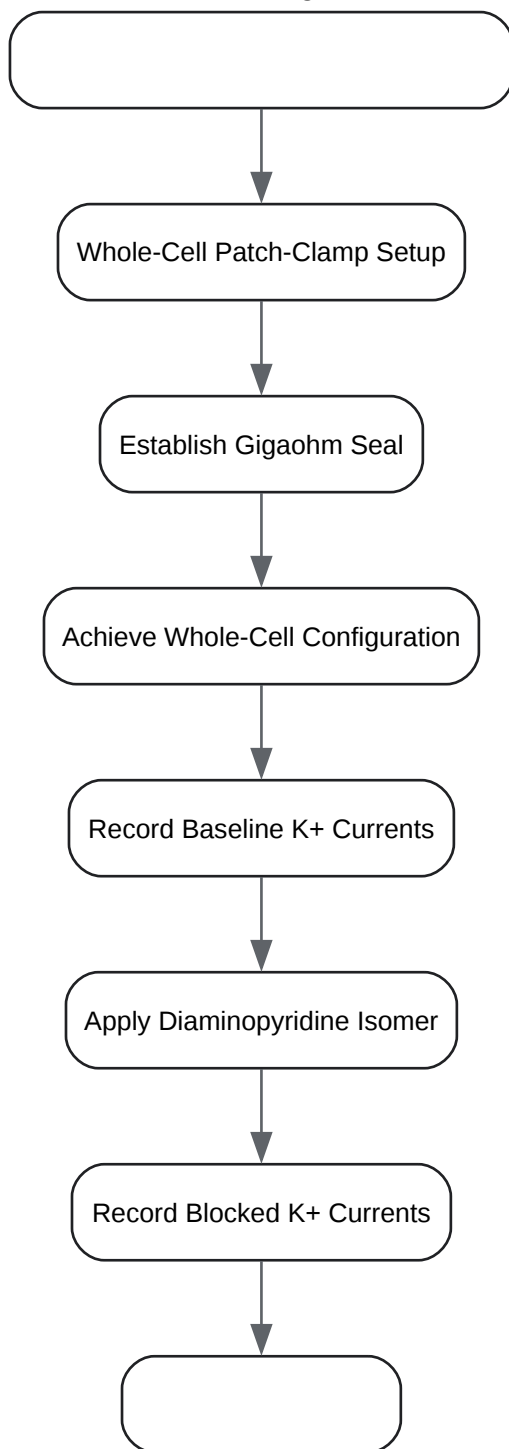 Whole-Cell Patch-Clamp Setup
Establish Gigaohm Seal
Achieve Whole-Cell Configuration
Record Baseline K+ Currents
Apply Diaminopyridine Isomer
Record Blocked K+ Currents